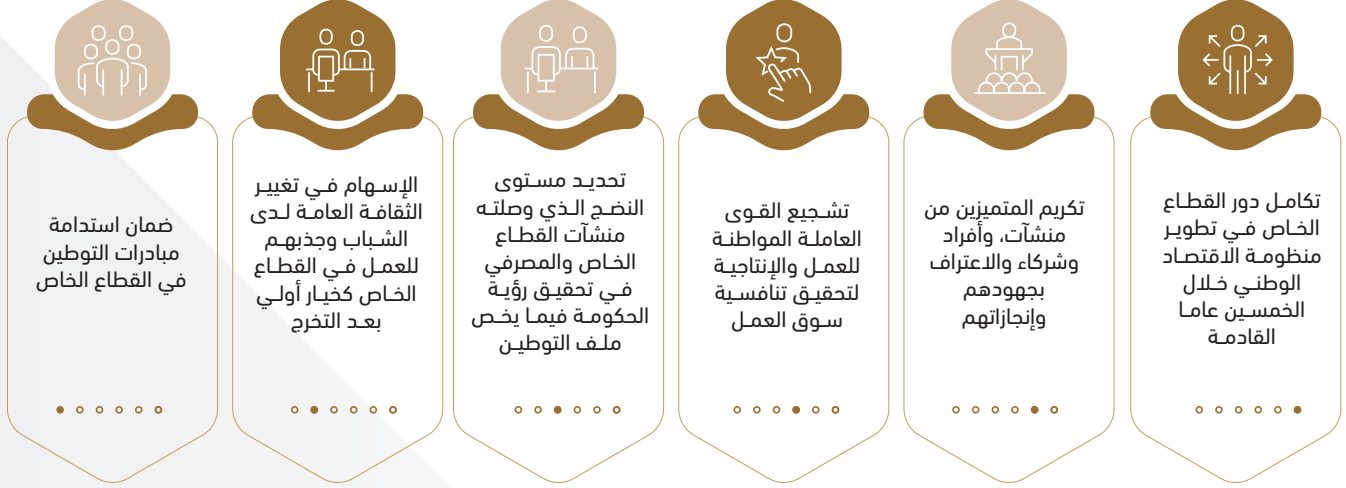 تكامل دور القطاع
الخاص في تطوير
منظومة الاقتصاد
الوطني خلال
الخمسين عاما
القادمة
تكريم المتميزين من
منشآت، وأفراد
وشركاء والاعتراف
بجهودهم
وإنجازاتهم
تشجيع القوى
العاملة المواطنة
للعمل والإنتاجية
لتحقيق تنافسية
سوق العمل
تحديد مستوى
النضج الذي وصلته
منشآت القطاع
الخاص والمصرفي
في تحقيق رؤية
الحكومة فيما يخص
ملف التوطين
الإسهام في تغيير
الثقافة العامة لدى
الشباب وجذبهم
للعمل في القطاع
الخاص كخيار أولي
بعد التخرج
ضمان استدامة
مبادرات التوطين
في القطاع الخاص